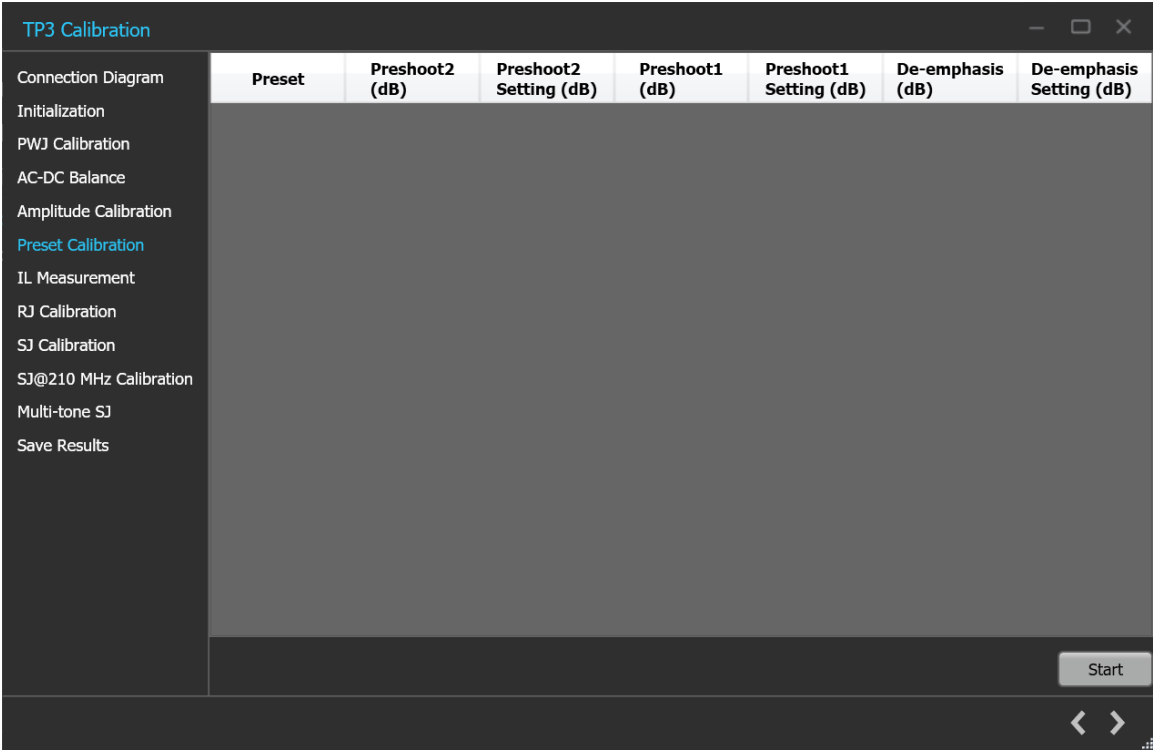 TP3 Calibration
Connection Diagram
Initialization
PWJ Calibration
AC-DC Balance
Amplitude Calibration
Preset Calibration
IL Measurement
RJ Calibration
SJ Calibration
SJ@210 MHz Calibration
Multi-tone SJ
Save Results
Preset
Preshoot2
(dB)
Preshoot2
Setting (dB)
Preshoot1
(dB)
Preshoot1
Setting (dB)
De-emphasis
(dB)
De-emphasis
Setting (dB)
Start